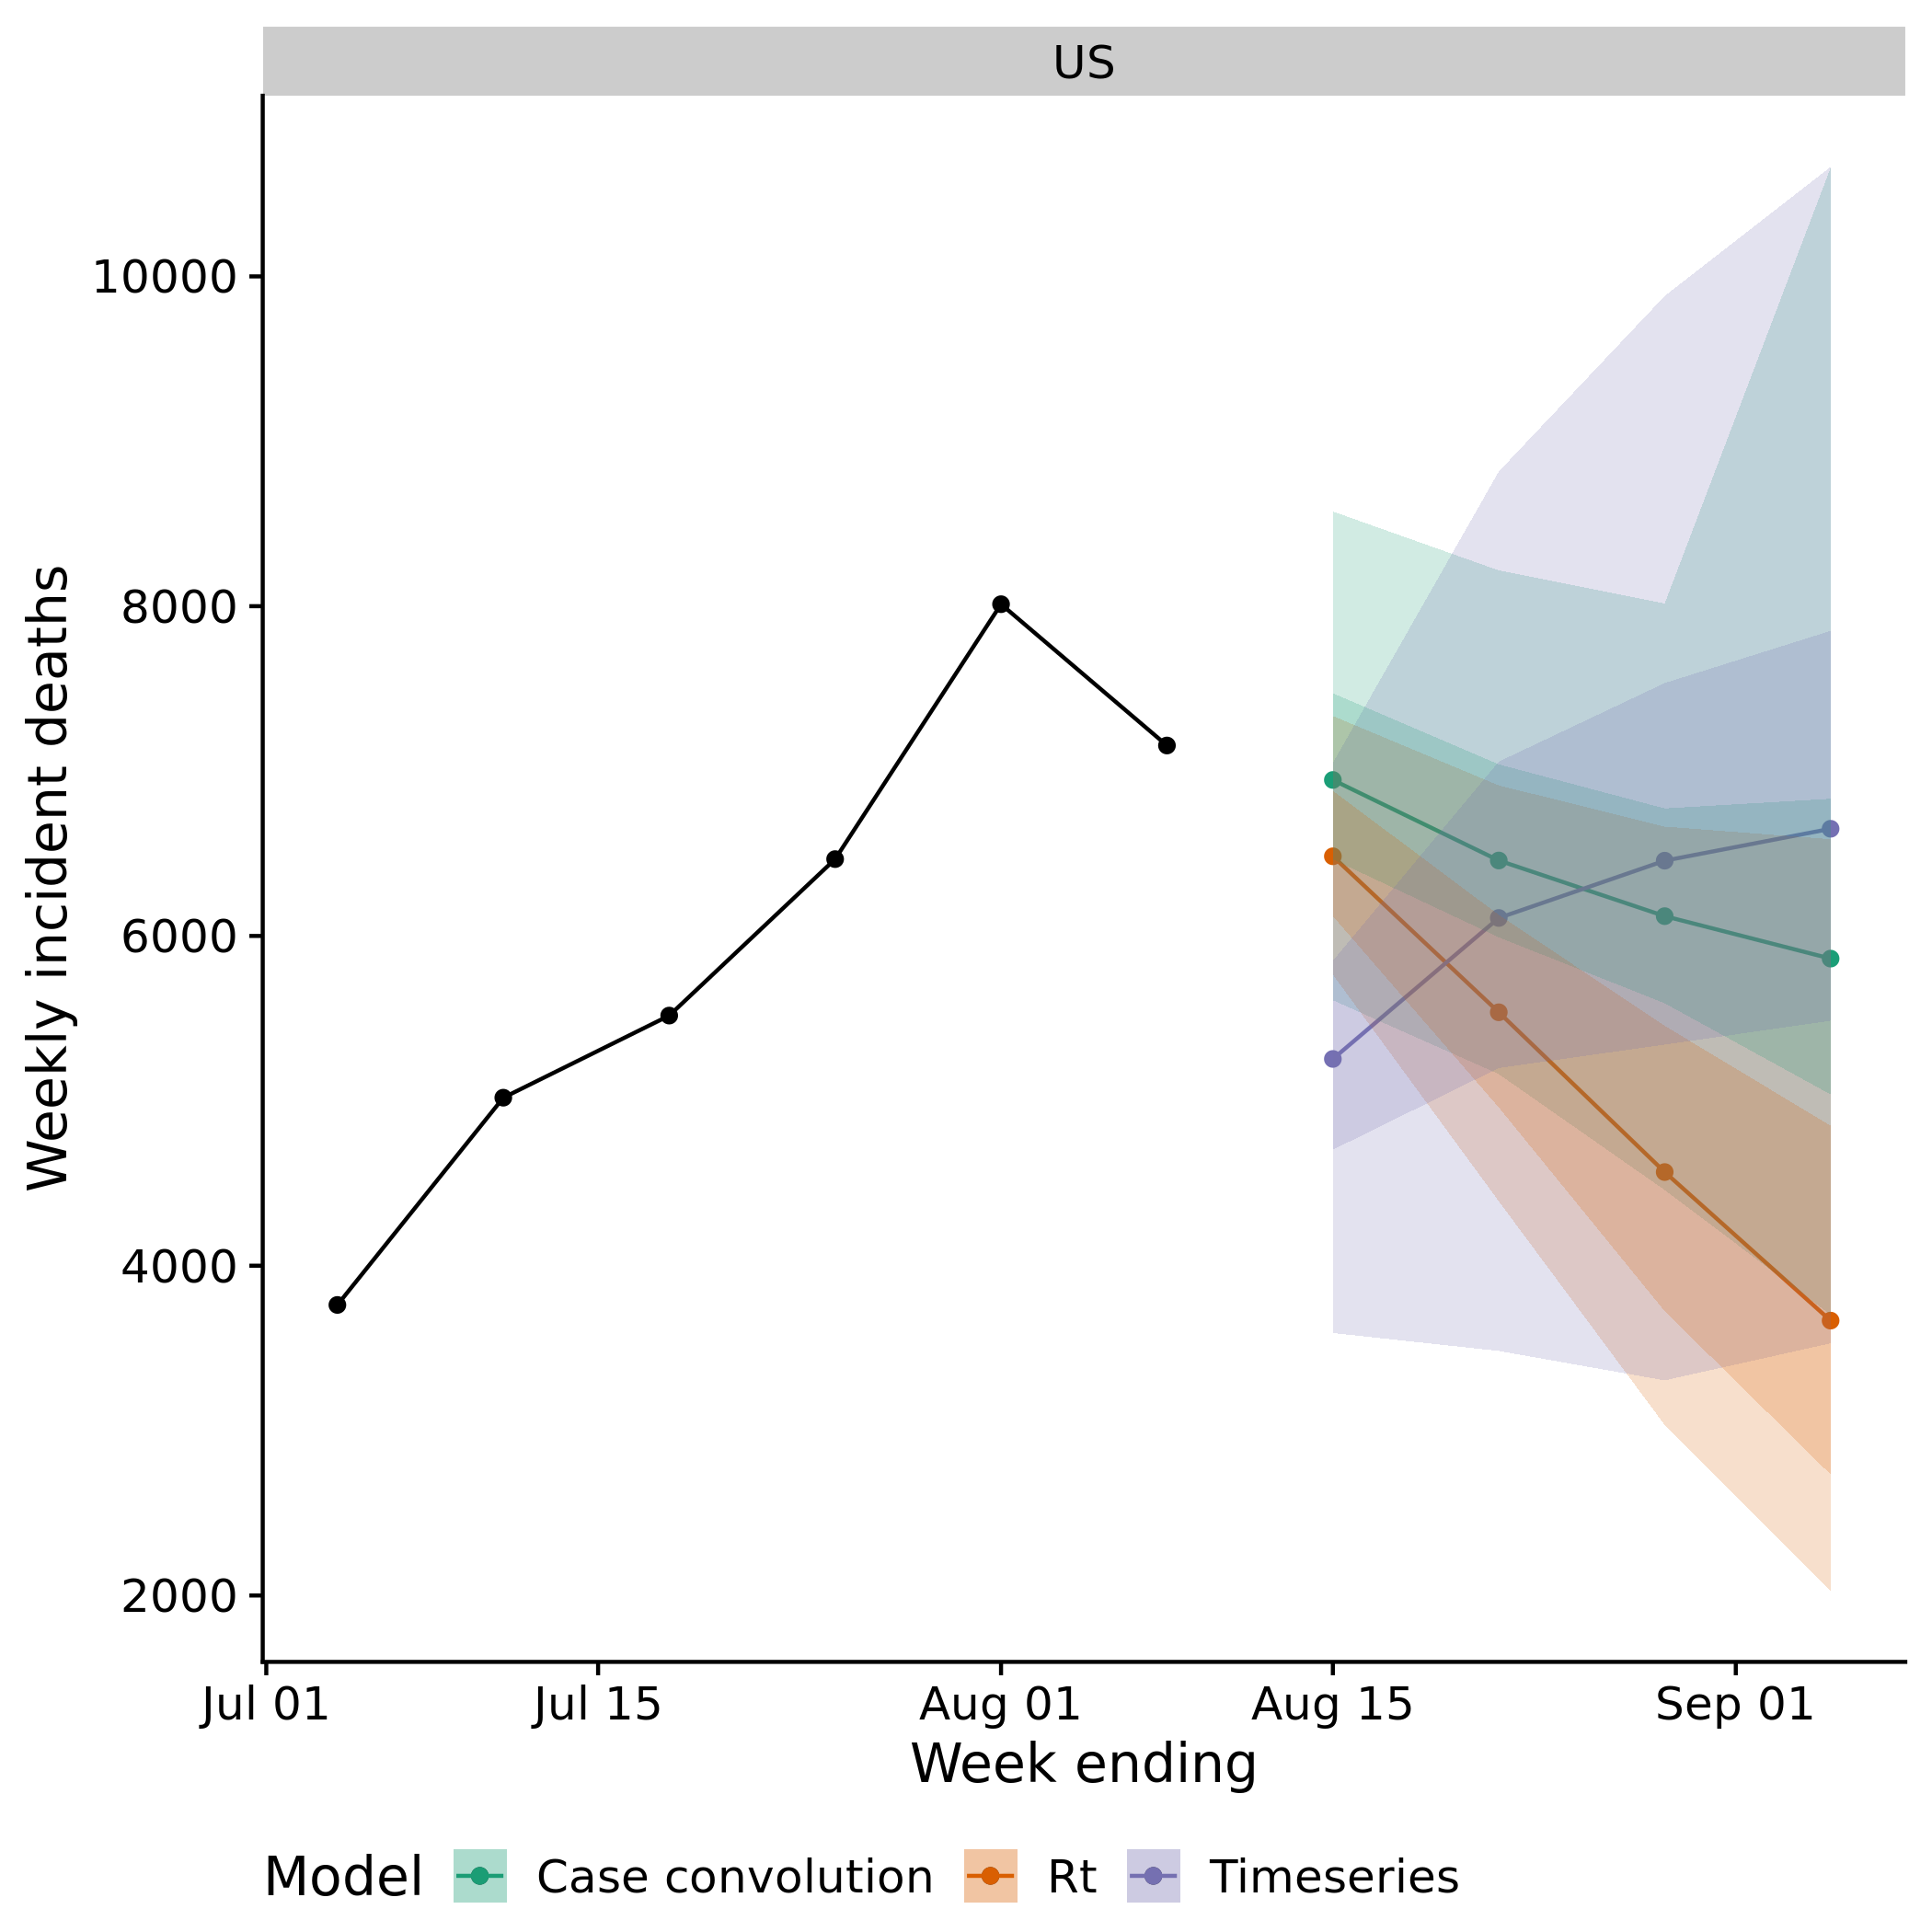 US
Weekly incident deaths
10000
8000
6000
4000
2000
Jul 01 Jul 15 Aug 01 Aug 15 Sep 01
Week ending
Model Case convolution Rt Timeseries